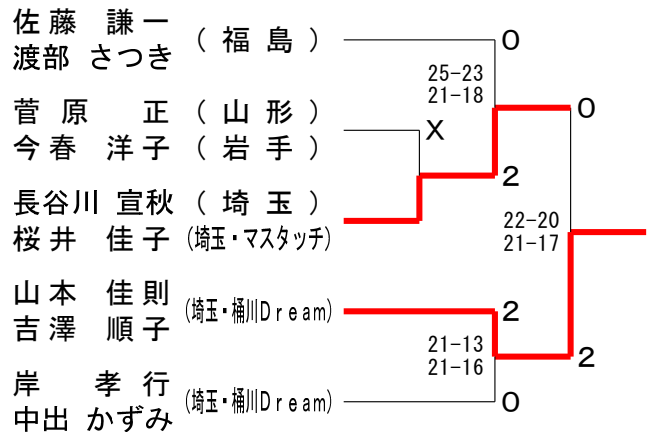 佐藤 謙一
渡部 さつき
(福島)
0
25-23
21-18
0
菅原 正 (山形)
今春 洋子 (岩手)
X
2
長谷川 宣秋 (埼玉)
桜井 佳子 (埼玉・マスタッチ)
22-20
21-17
山本 佳則
吉澤 順子
(埼玉・桶川Dream)
2
21-13
21-16
2
岸 孝行
中出 かずみ
(埼玉・桶川Dream)
0